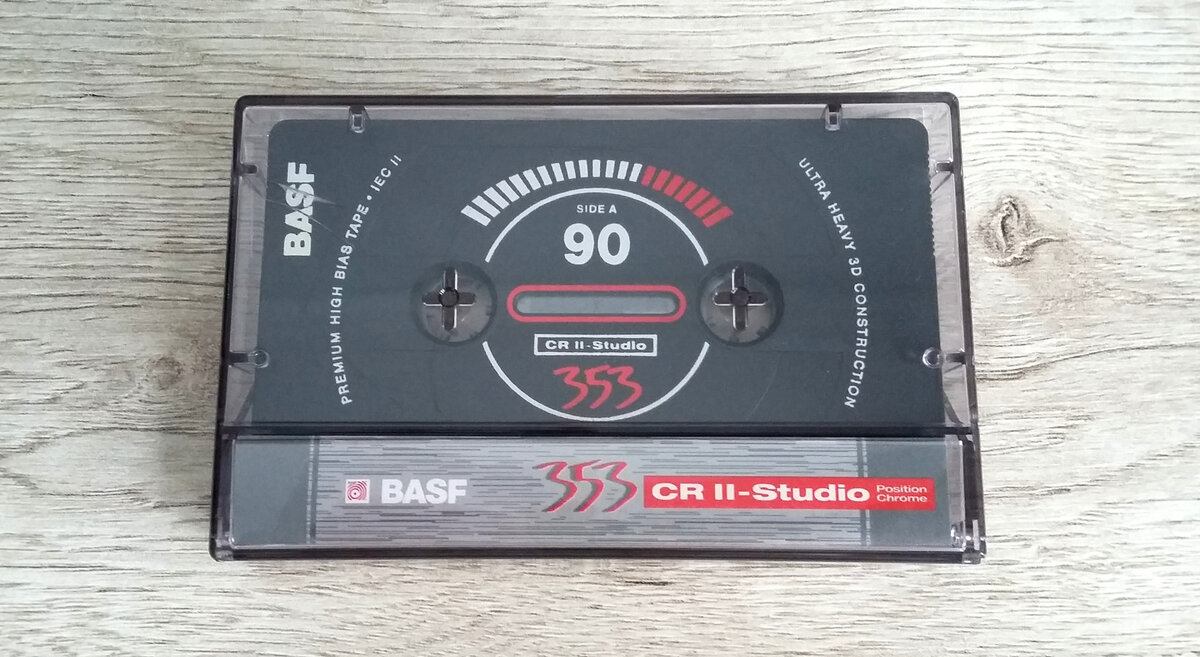 BASF
PREMIUM HIGH BIAS TAPE • IEC II
SIDE A
90
CR II-Studio
353
ULTRA HEAVY 3D CONSTRUCTION
BASF
353
CR II-Studio
Position
Chrome